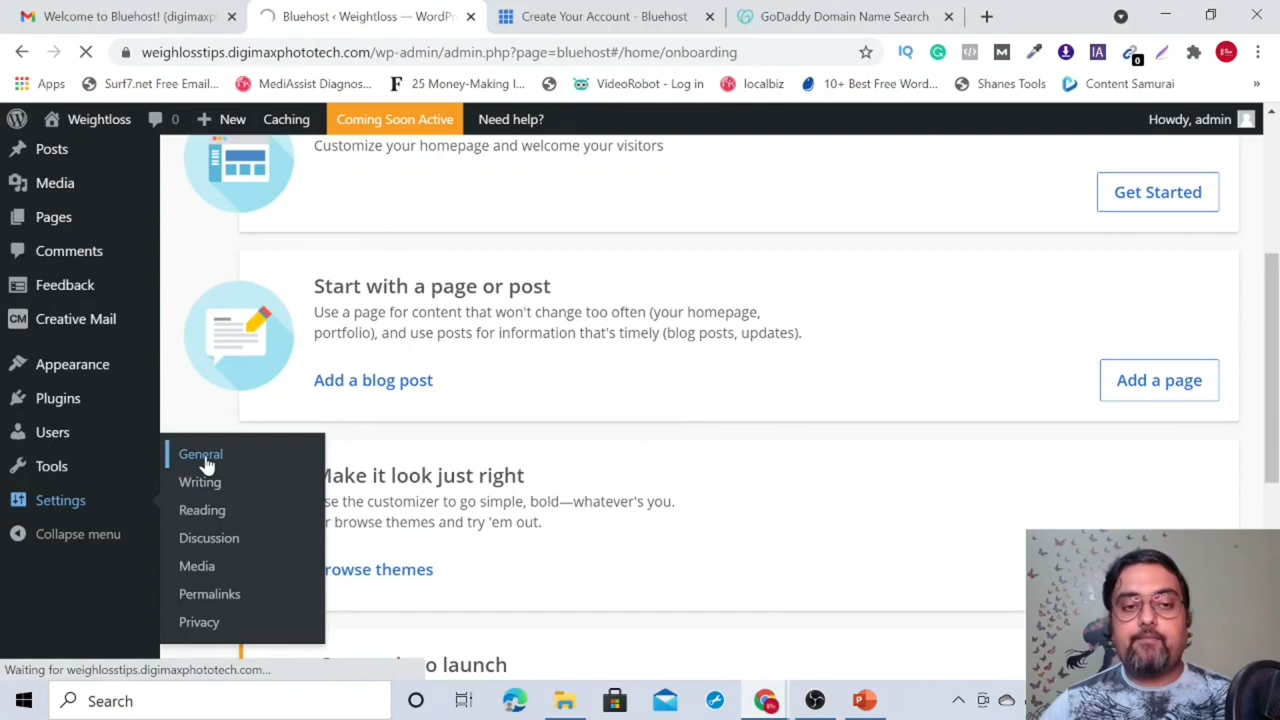 Welcome to Bluehost! (digimaxp
Bluehost ‹ Weightloss — WordPr
Create Your Account - Bluehost
GoDaddy Domain Name Search
weighlosstips.digimaxphototech.com/wp-admin/admin.php?page=bluehost#/home/onboarding
Apps
Surf7.net Free Email...
MediAssist Diagnos...
25 Money-Making I...
VideoRobot - Log in
localbiz
10+ Best Free Word...
Shanes Tools
Content Samurai
Weightloss
0
New
Caching
Coming Soon Active
Need help?
Howdy, admin
Posts
Media
Pages
Comments
Feedback
Creative Mail
Appearance
Plugins
Users
Tools
Settings
Collapse menu
General
Writing
Reading
Discussion
Media
Permalinks
Privacy
Customize your homepage and welcome your visitors
Get Started
Start with a page or post
Use a page for content that won't change too often (your homepage,
portfolio), and use posts for information that's timely (blog posts, updates).
Add a blog post
Add a page
Make it look just right
se the customizer to go simple, bold—whatever's you.
r browse themes and try 'em out.
rowse themes
launch
Waiting for weighlosstips.digimaxphototech.com...
Search